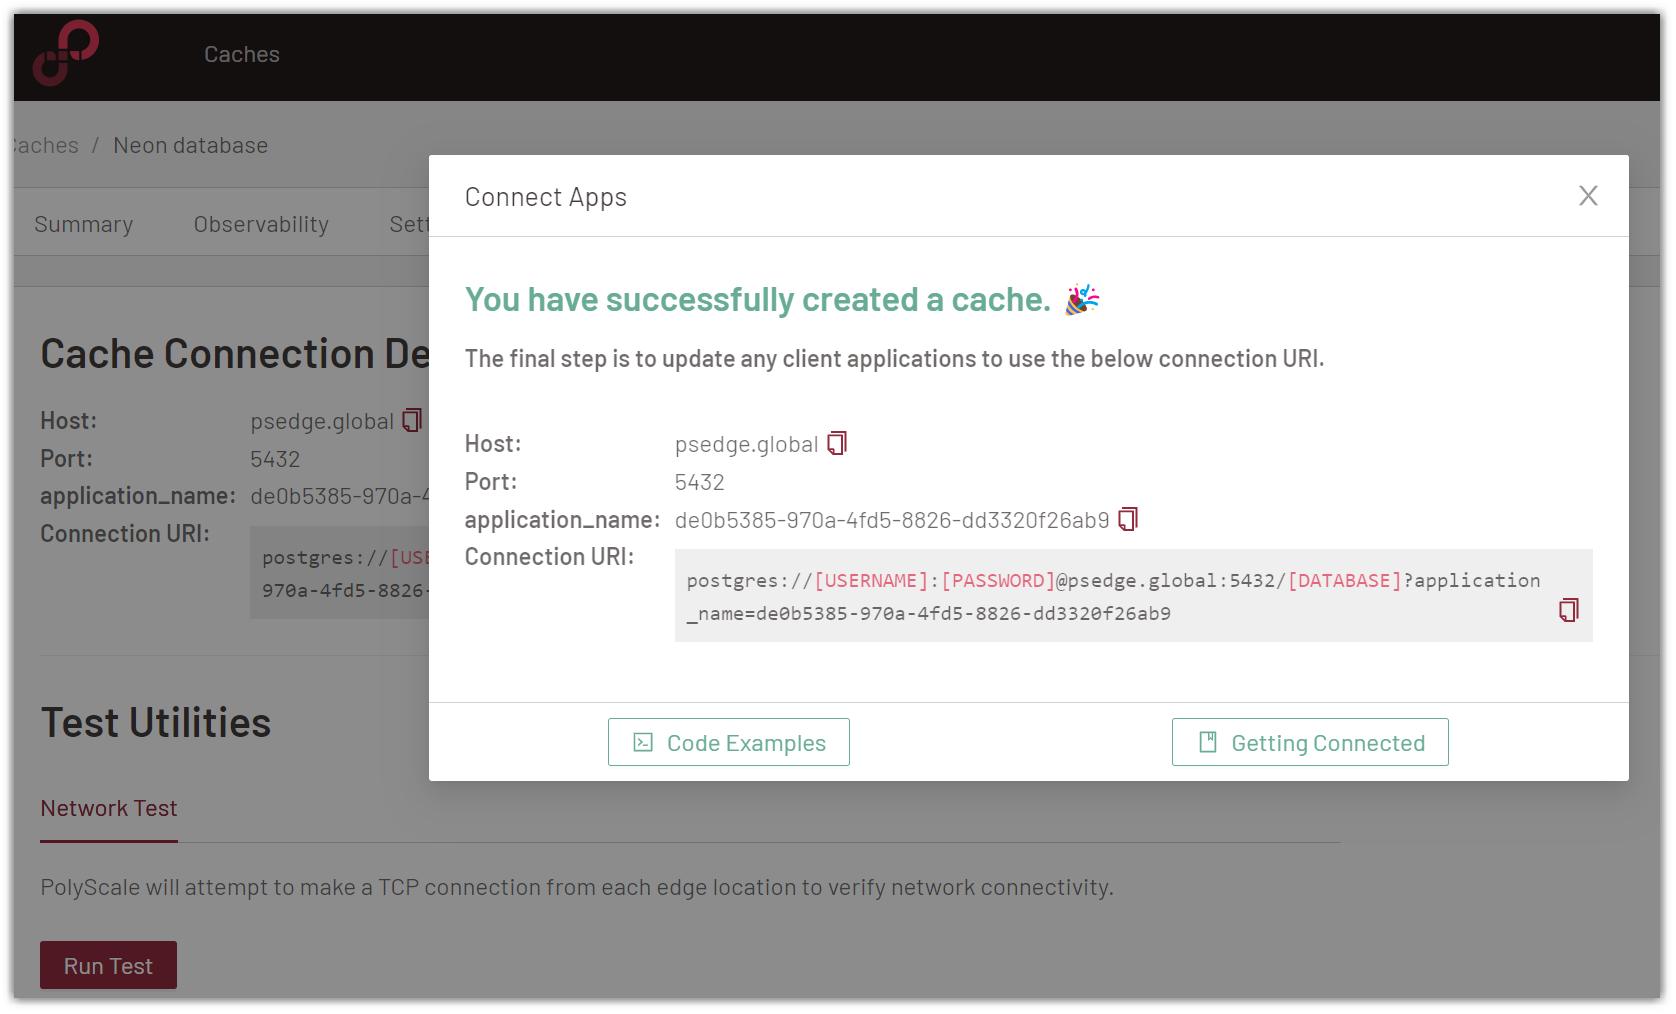 Caches
Caches / Neon database
Summary
Observability
Sett
Connect Apps
You have successfully created a cache. 🎉
The final step is to update any client applications to use the below connection URI.
Host: psedge.global
Port: 5432
application_name: de0b5385-970a-4fd5-8826-dd3320f26ab9
Connection URI:
postgres://[USERNAME]:[PASSWORD]@psedge.global:5432/[DATABASE]?application
_name=de0b5385-970a-4fd5-8826-dd3320f26ab9
Code Examples
Getting Connected
Cache Connection De
Host: psedge.global
Port: 5432
application_name: de0b5385-970a-4
Connection URI:
postgres://[USE
970a-4fd5-8826-
Test Utilities
Network Test
PolyScale will attempt to make a TCP connection from each edge location to verify network connectivity.
Run Test